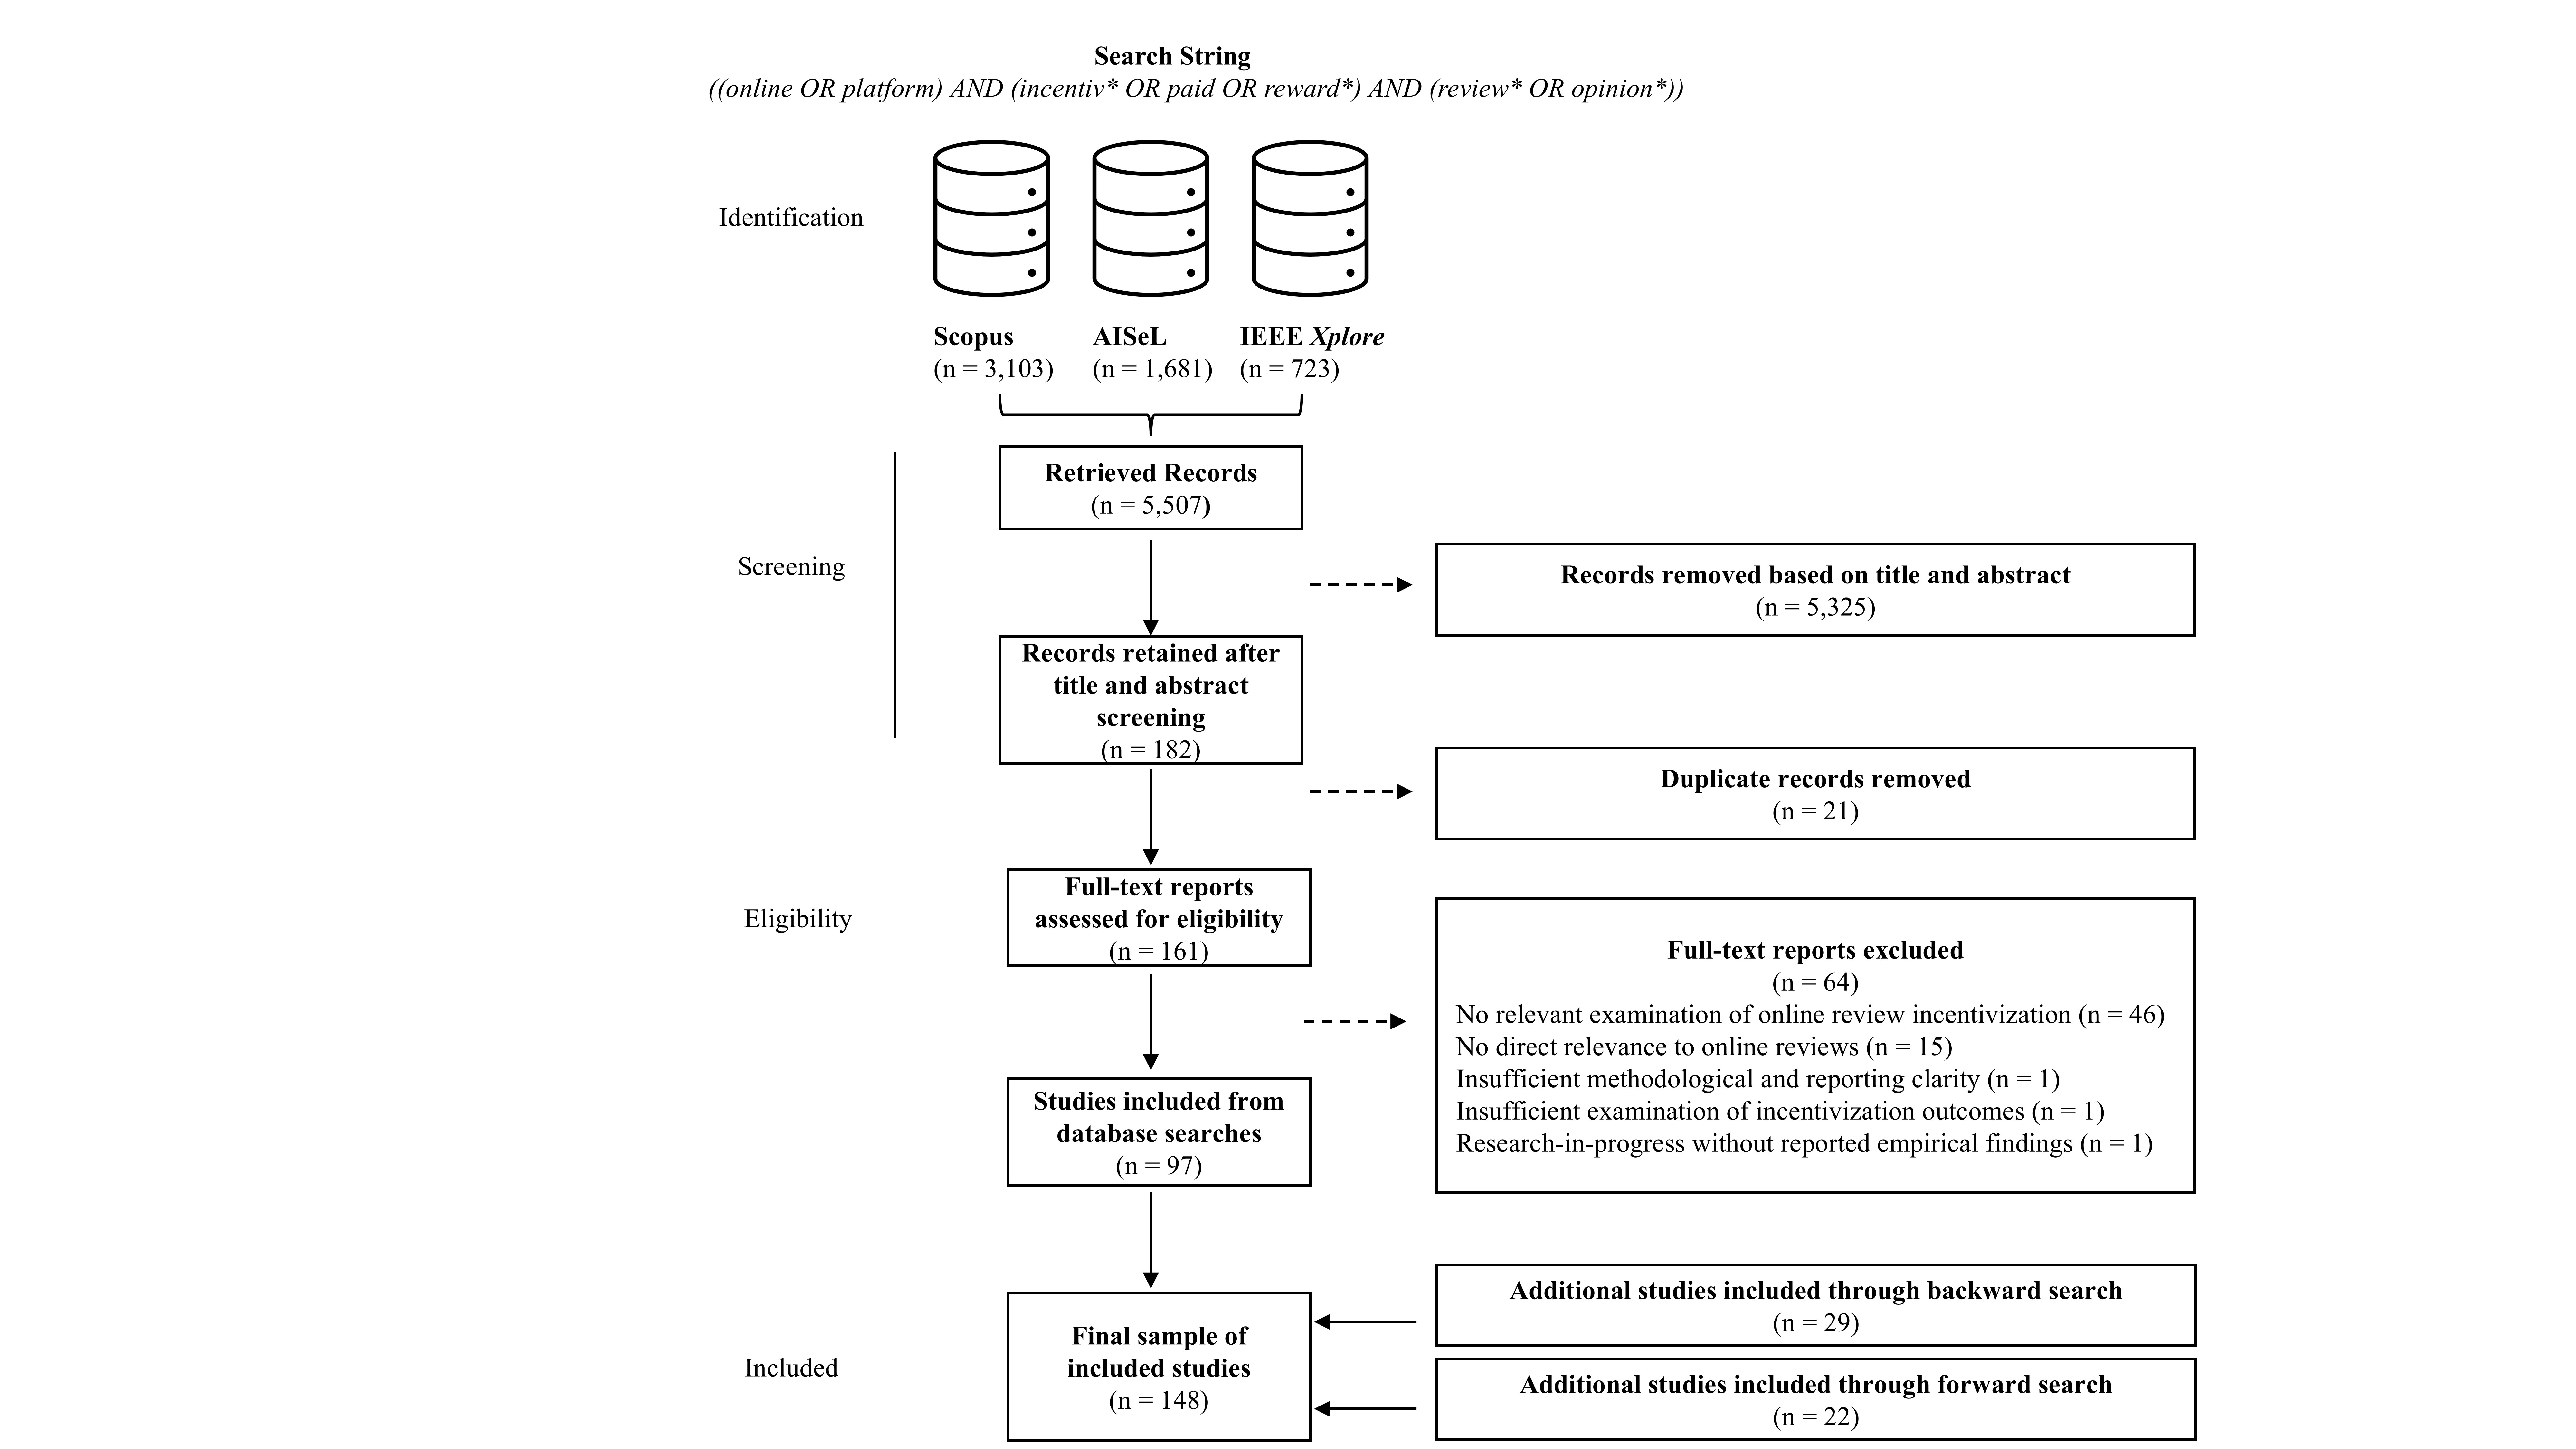 Search String
((online OR platform) AND (incentiv* OR paid OR reward*) AND (review* OR opinion*))
Identification
Scopus
(n = 3,103)
AISeL
(n = 1,681)
IEEE Xplore
(n = 723)
Retrieved Records
(n = 5,507)
Screening
Records removed based on title and abstract
(n = 5,325)
Records retained after
title and abstract
screening
(n = 182)
Duplicate records removed
(n = 21)
Eligibility
Full-text reports
assessed for eligibility
(n = 161)
Full-text reports excluded
(n = 64)
No relevant examination of online review incentivization (n = 46)
No direct relevance to online reviews (n = 15)
Insufficient methodological and reporting clarity (n = 1)
Insufficient examination of incentivization outcomes (n = 1)
Research-in-progress without reported empirical findings (n = 1)
Studies included from
database searches
(n = 97)
Additional studies included through backward search
(n = 29)
Included
Final sample of
included studies
(n = 148)
Additional studies included through forward search
(n = 22)